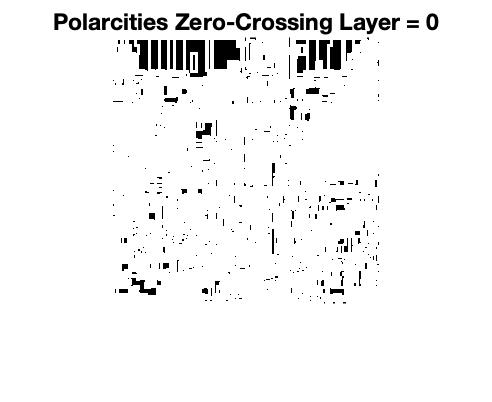 Polarcities Zero-Crossing Layer = 0